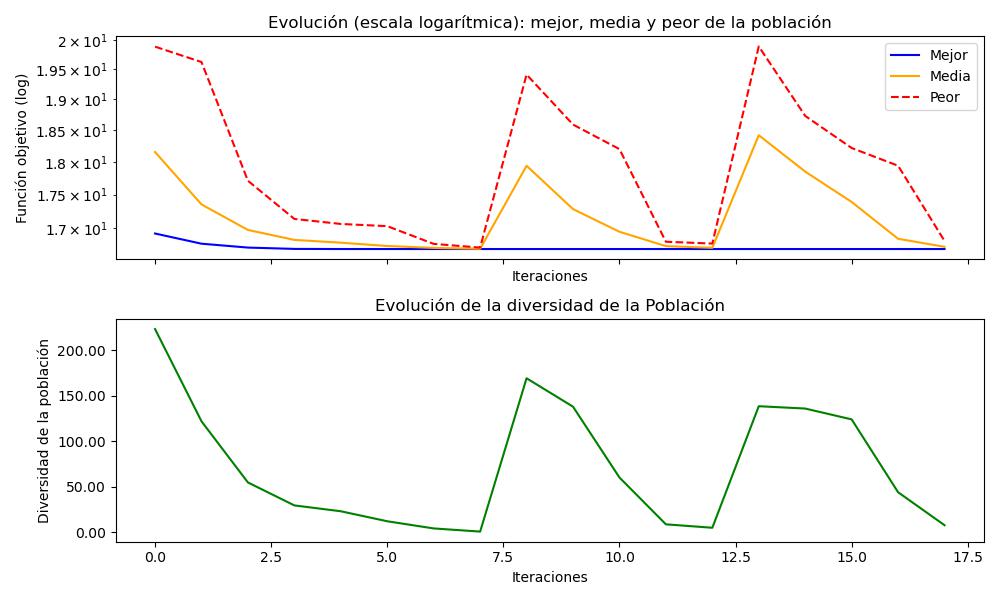 Evolución (escala logarítmica): mejor, media y peor de la población
2 × 10¹
1.95 × 10¹
1.9 × 10¹
1.85 × 10¹
1.8 × 10¹
1.75 × 10¹
1.7 × 10¹
Función objetivo (log)
Mejor
Media
Peor
Iteraciones
Evolución de la diversidad de la Población
200.00
150.00
100.00
50.00
0.00
Diversidad de la población
0.0 2.5 5.0 7.5 10.0 12.5 15.0 17.5
Iteraciones